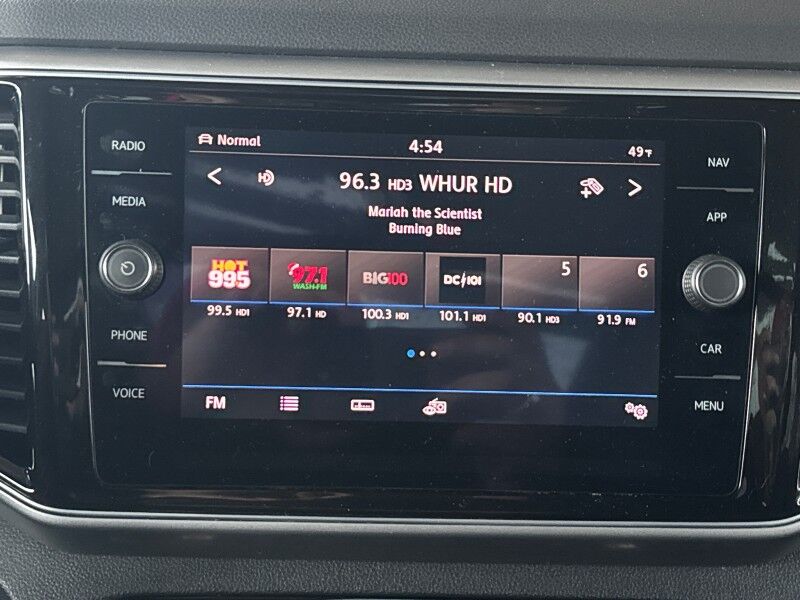 RADIO
MEDIA
PHONE
VOICE
Normal
4:54
49°F
96.3 HD3 WHUR HD
Mariah the Scientist
Burning Blue
HOT 995
97.1 WASH-FM
BIG100
DC101
5
6
99.5 HD1
97.1 HD
100.3 HD1
101.1 HD1
90.1 HD3
91.9 FM
FM
NAV
APP
CAR
MENU